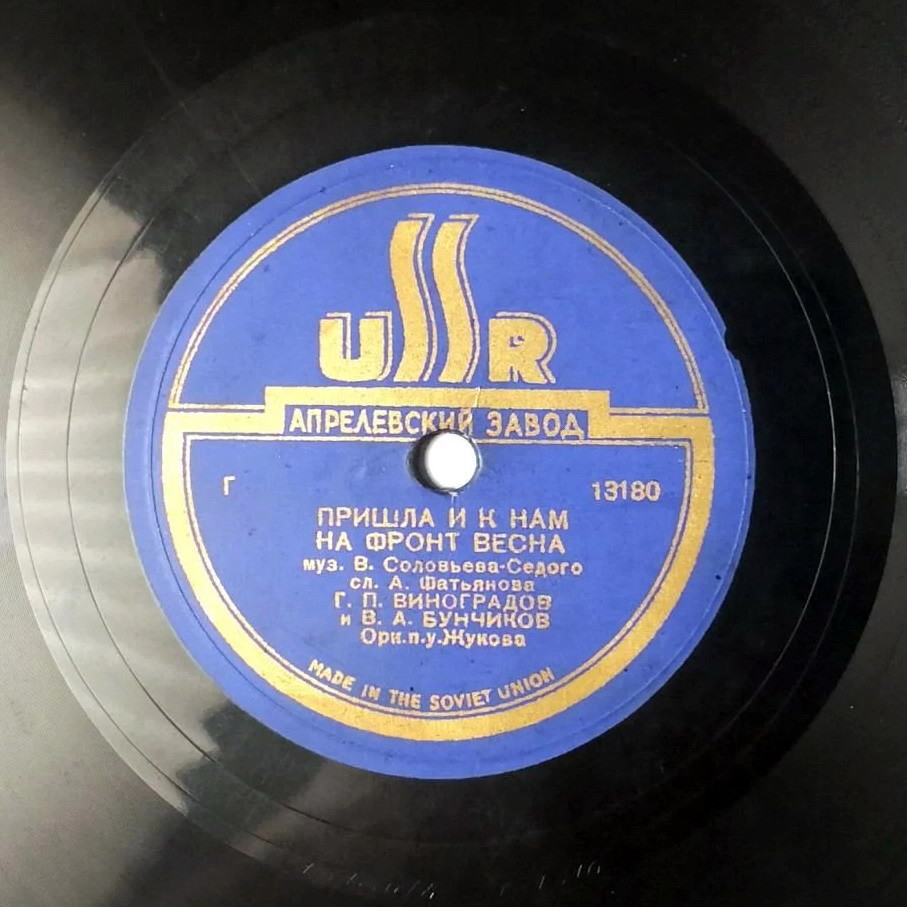 USSR
АПРЕЛЕВСКИЙ ЗАВОД
Г 13180
ПРИШЛА И К НАМ
НА ФРОНТ ВЕСНА
муз. В. Соловьева-Седого
сл. А. Фатьянова
Г. П. ВИНОГРАДОВ
и В. А. БУНЧИКОВ
Орк.п.у.Жукова
MADE IN THE SOVIET UNION